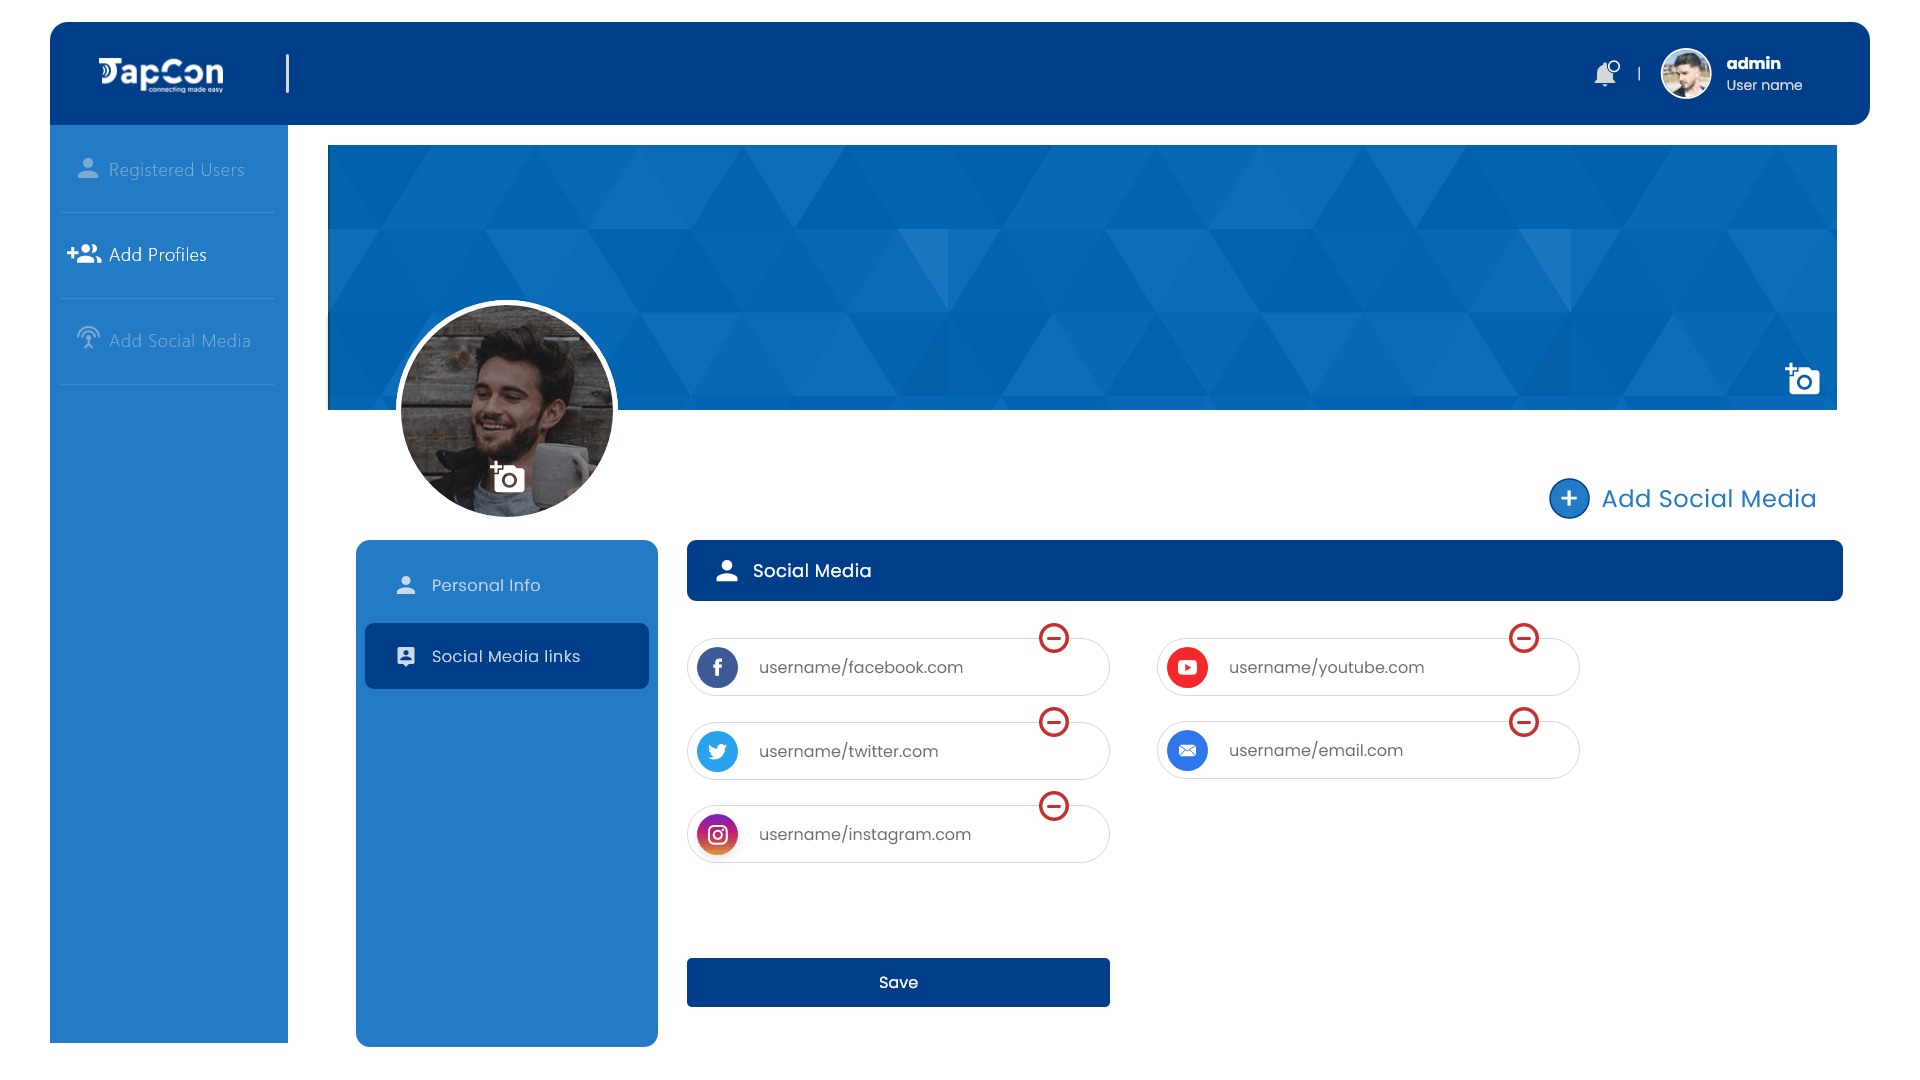 TapCon
connecting made easy
admin
User name
Registered Users
Add Profiles
Add Social Media
Add Social Media
Personal Info
Social Media links
Social Media
username/facebook.com
username/youtube.com
username/twitter.com
username/email.com
username/instagram.com
Save